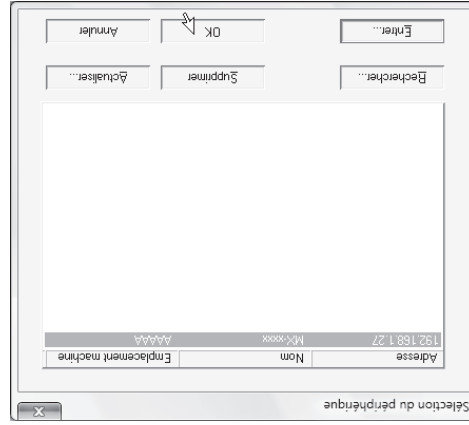 Sélection du périphérique
Adresse Nom Emplacement machine
192.168.1.27 MX-xxxx AAAAA
Rechercher... Supprimer Actualiser...
Entrer... OK Annuler